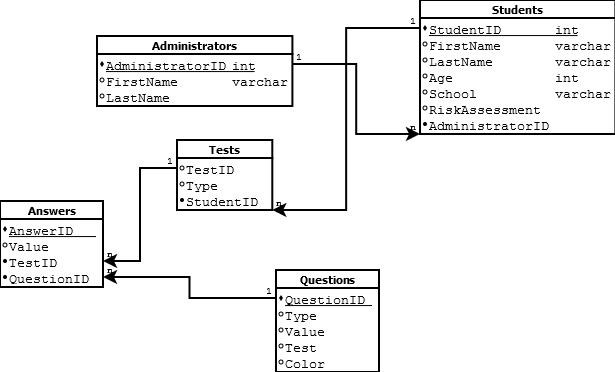 Students
StudentID int
FirstName varchar
LastName varchar
Age int
School varchar
RiskAssessment
AdministratorID
1
n
Administrators
AdministratorID int
FirstName varchar
LastName
1
Tests
TestID
Type
StudentID
1
n
Answers
AnswerID
Value
TestID
QuestionID
n
n
Questions
QuestionID
Type
Value
Test
Color
1